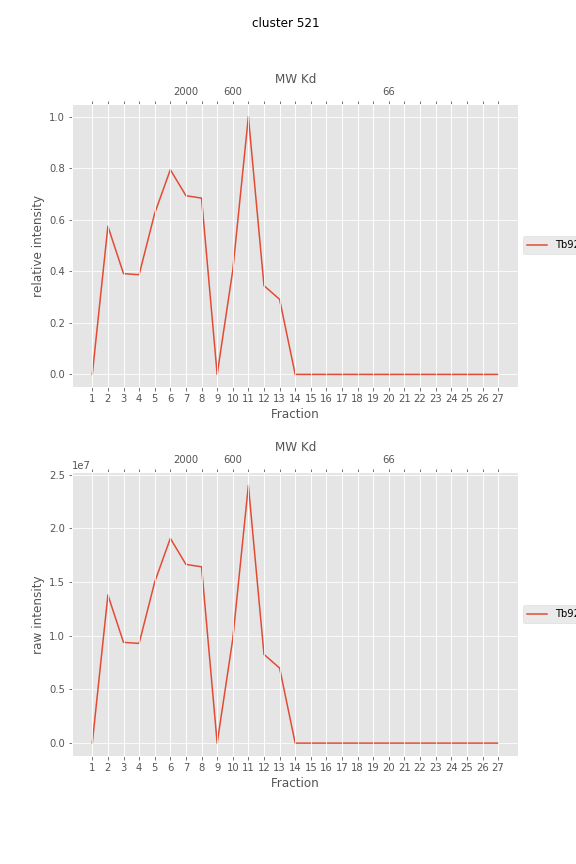 cluster 521
MW Kd
2000 600 66
1.0
0.8
0.6
0.4
0.2
0.0
relative intensity
Tb92
1 2 3 4 5 6 7 8 9 10 11 12 13 14 15 16 17 18 19 20 21 22 23 24 25 26 27
Fraction
MW Kd
2000 600 66
1e7
2.5
2.0
1.5
1.0
0.5
0.0
raw intensity
Tb92
1 2 3 4 5 6 7 8 9 10 11 12 13 14 15 16 17 18 19 20 21 22 23 24 25 26 27
Fraction